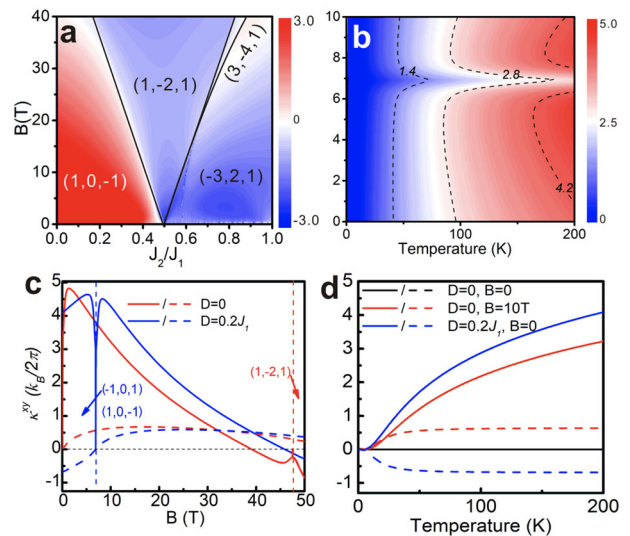 a
B(T)
40
30
20
10
0
0.0 0.2 0.4 0.6 0.8 1.0
J2/J1
(1,0,-1)
(1,-2,1)
(3,-4,1)
(-3,2,1)
3.0
0
-3.0
b
10
9
8
7
6
5
4
3
2
1
0
0 50 100 150 200
Temperature (K)
1.4
2.8
4.2
5.0
2.5
0
c
κxy (kB/2π)
5
4
3
2
1
0
-1
0 10 20 30 40 50
B (T)
/ D=0
/ D=0.2J1
(1,-2,1)
(-1,0,1)
(1,0,-1)
d
5
4
3
2
1
0
-1
0 100 200
Temperature (K)
/ D=0, B=0
/ D=0, B=10T
/ D=0.2J1, B=0